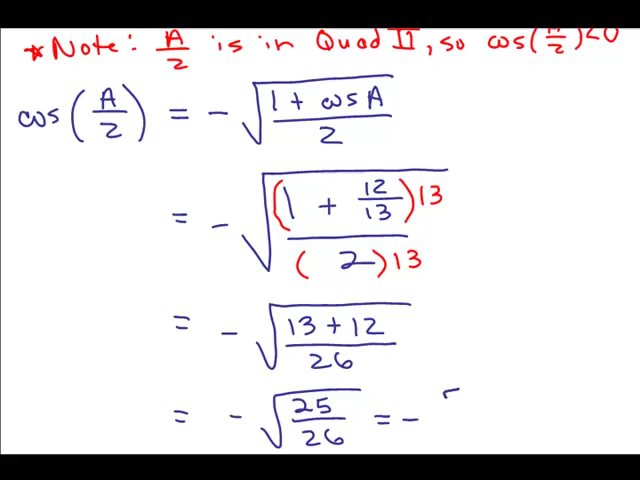 *Note: A/2 is in Quad II, so cos(A/2)<0
cos(A/2) = -√((1 + cosA)/2)
= -√((1 + 12/13)13/(2)13)
= -√((13+12)/26)
= -√(25/26) = -